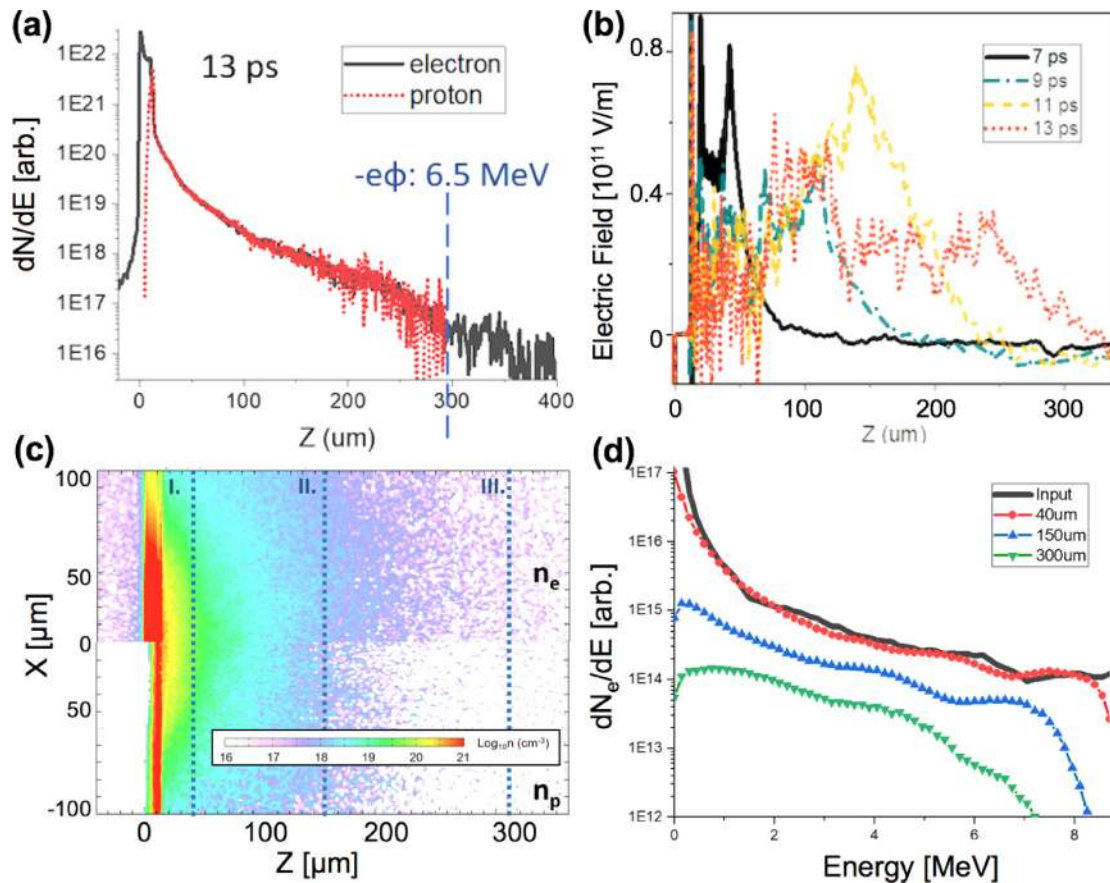 (a)
13 ps
electron
proton
-eϕ: 6.5 MeV
dN/dE [arb.]
1E22
1E21
1E20
1E19
1E18
1E17
1E16
0 100 200 300 400
Z (um)
(b)
7 ps
9 ps
11 ps
13 ps
Electric Field [10¹¹ V/m]
0.8
0.4
0
0 100 200 300
Z (um)
(c)
I. II. III.
nₑ
nₚ
X [µm]
100
50
0
50
-100
Log₁₀n (cm⁻³)
16 17 18 19 20 21
0 100 200 300
Z [µm]
(d)
Input
40um
150um
300um
dNₑ/dE [arb.]
1E17
1E16
1E15
1E14
1E13
1E12
0 2 4 6 8
Energy [MeV]